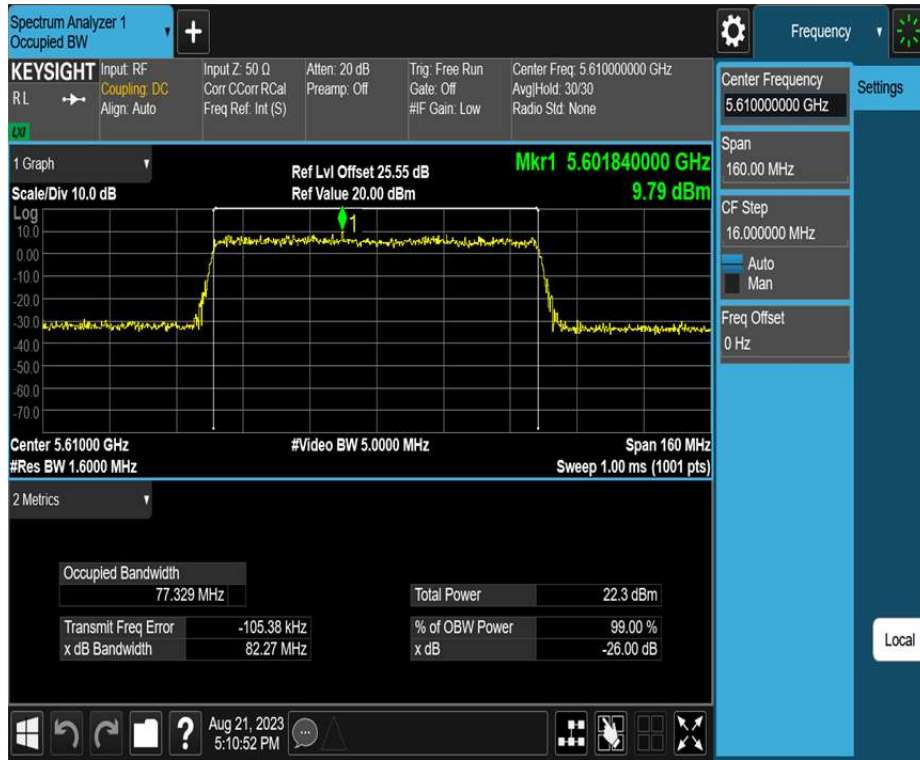 Spectrum Analyzer 1
Occupied BW
+
Frequency
KEYSIGHT
RL
LXI
Input: RF
Coupling: DC
Align: Auto
Input Z: 50 Ω
Corr CCorr RCal
Freq Ref: Int (S)
Atten: 20 dB
Preamp: Off
Trig: Free Run
Gate: Off
#IF Gain: Low
Center Freq: 5.610000000 GHz
Avg|Hold: 30/30
Radio Std: None
Center Frequency
5.610000000 GHz
Settings
Span
160.00 MHz
CF Step
16.000000 MHz
Auto
Man
Freq Offset
0 Hz
Local
1 Graph
Scale/Div 10.0 dB
Ref Lvl Offset 25.55 dB
Ref Value 20.00 dBm
Mkr1 5.601840000 GHz
9.79 dBm
Log
1
10.0
0.00
-10.0
-20.0
-30.0
-40.0
-50.0
-60.0
-70.0
Center 5.61000 GHz
#Res BW 1.6000 MHz
#Video BW 5.0000 MHz
Span 160 MHz
Sweep 1.00 ms (1001 pts)
2 Metrics
Occupied Bandwidth
77.329 MHz
Total Power 22.3 dBm
Transmit Freq Error -105.38 kHz
% of OBW Power 99.00 %
x dB Bandwidth 82.27 MHz
x dB -26.00 dB
?
Aug 21, 2023
5:10:52 PM